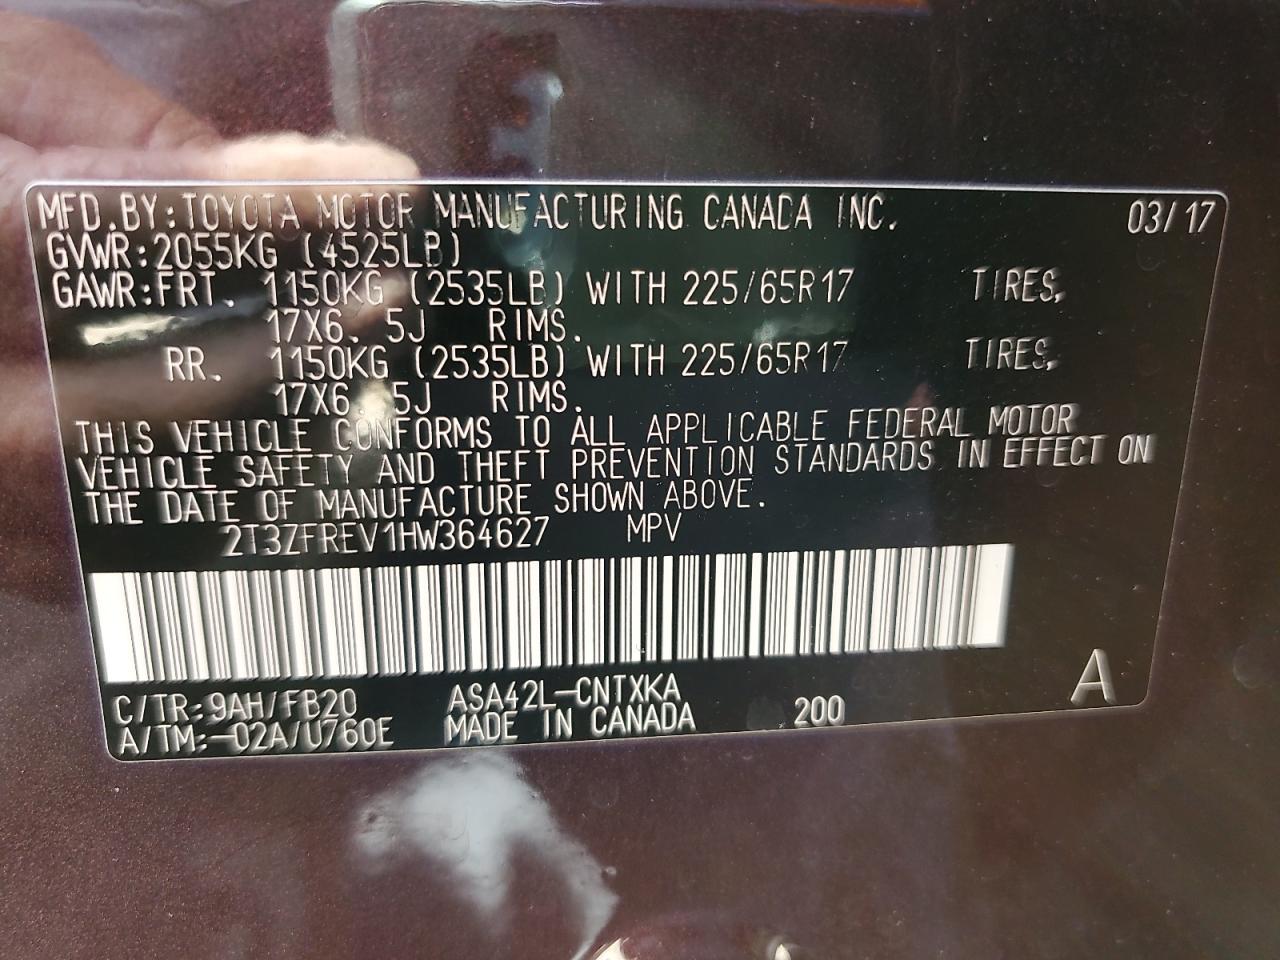 MFD.BY:TOYOTA MOTOR MANUFACTURING CANADA INC. 03/17
GVWR:2055KG (4525LB)
GAWR:FRT. 1150KG (2535LB) WITH 225/65R17 TIRES,
17X6.5J RIMS.
RR. 1150KG (2535LB) WITH 225/65R17 TIRES,
17X6.5J RIMS.
THIS VEHICLE CONFORMS TO ALL APPLICABLE FEDERAL MOTOR
VEHICLE SAFETY AND THEFT PREVENTION STANDARDS IN EFFECT ON
THE DATE OF MANUFACTURE SHOWN ABOVE.
2T3ZFREV1HW364627 MPV
C/TR:9AH/FB20 ASA42L-CNTXKA A
A/TM:-02A/U760E MADE IN CANADA 200